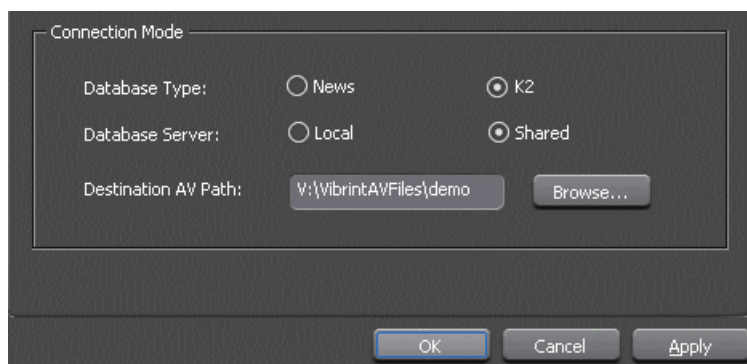 Connection Mode
Database Type: News K2
Database Server: Local Shared
Destination AV Path: V:\VibrintAVFiles\demo Browse...
OK Cancel Apply